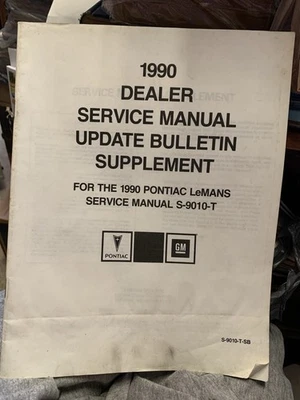 1990
DEALER
SERVICE MANUAL
UPDATE BULLETIN
SUPPLEMENT
FOR THE 1990 PONTIAC LeMANS
SERVICE MANUAL S-9010-T
PONTIAC
GM
S-9010-T-SB